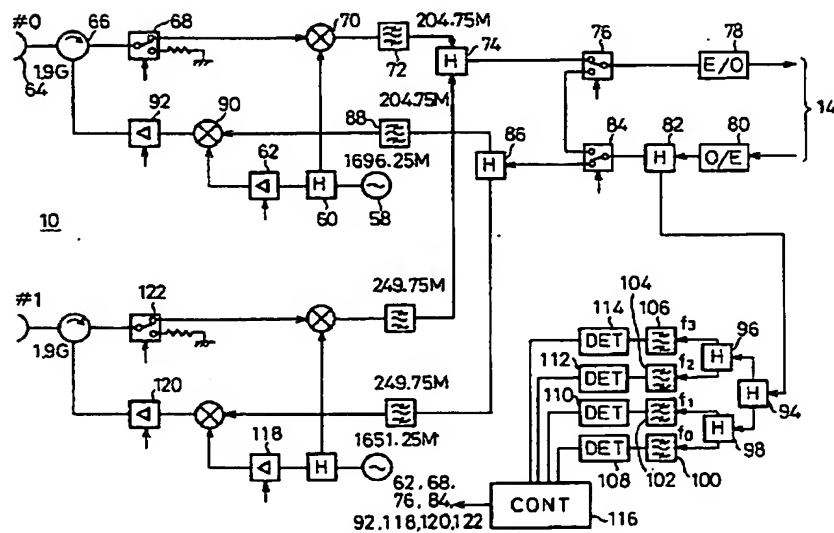 #0
66
68
70
204.75M
72
74
76
78
H
E/O
1.9G
64
92
90
204.75M
88
86
84
82
80
14
H
H
O/E
62
1696.25M
H
60
58
10
#1
122
249.75M
104
114
106
f3
96
DET
H
1.9G
112
f2
DET
110
f1
H
94
DET
120
249.75M
f0
H
98
118
1651.25M
DET
H
108
102
100
62, 68,
76, 84,
92, 118, 120, 122
CONT
116